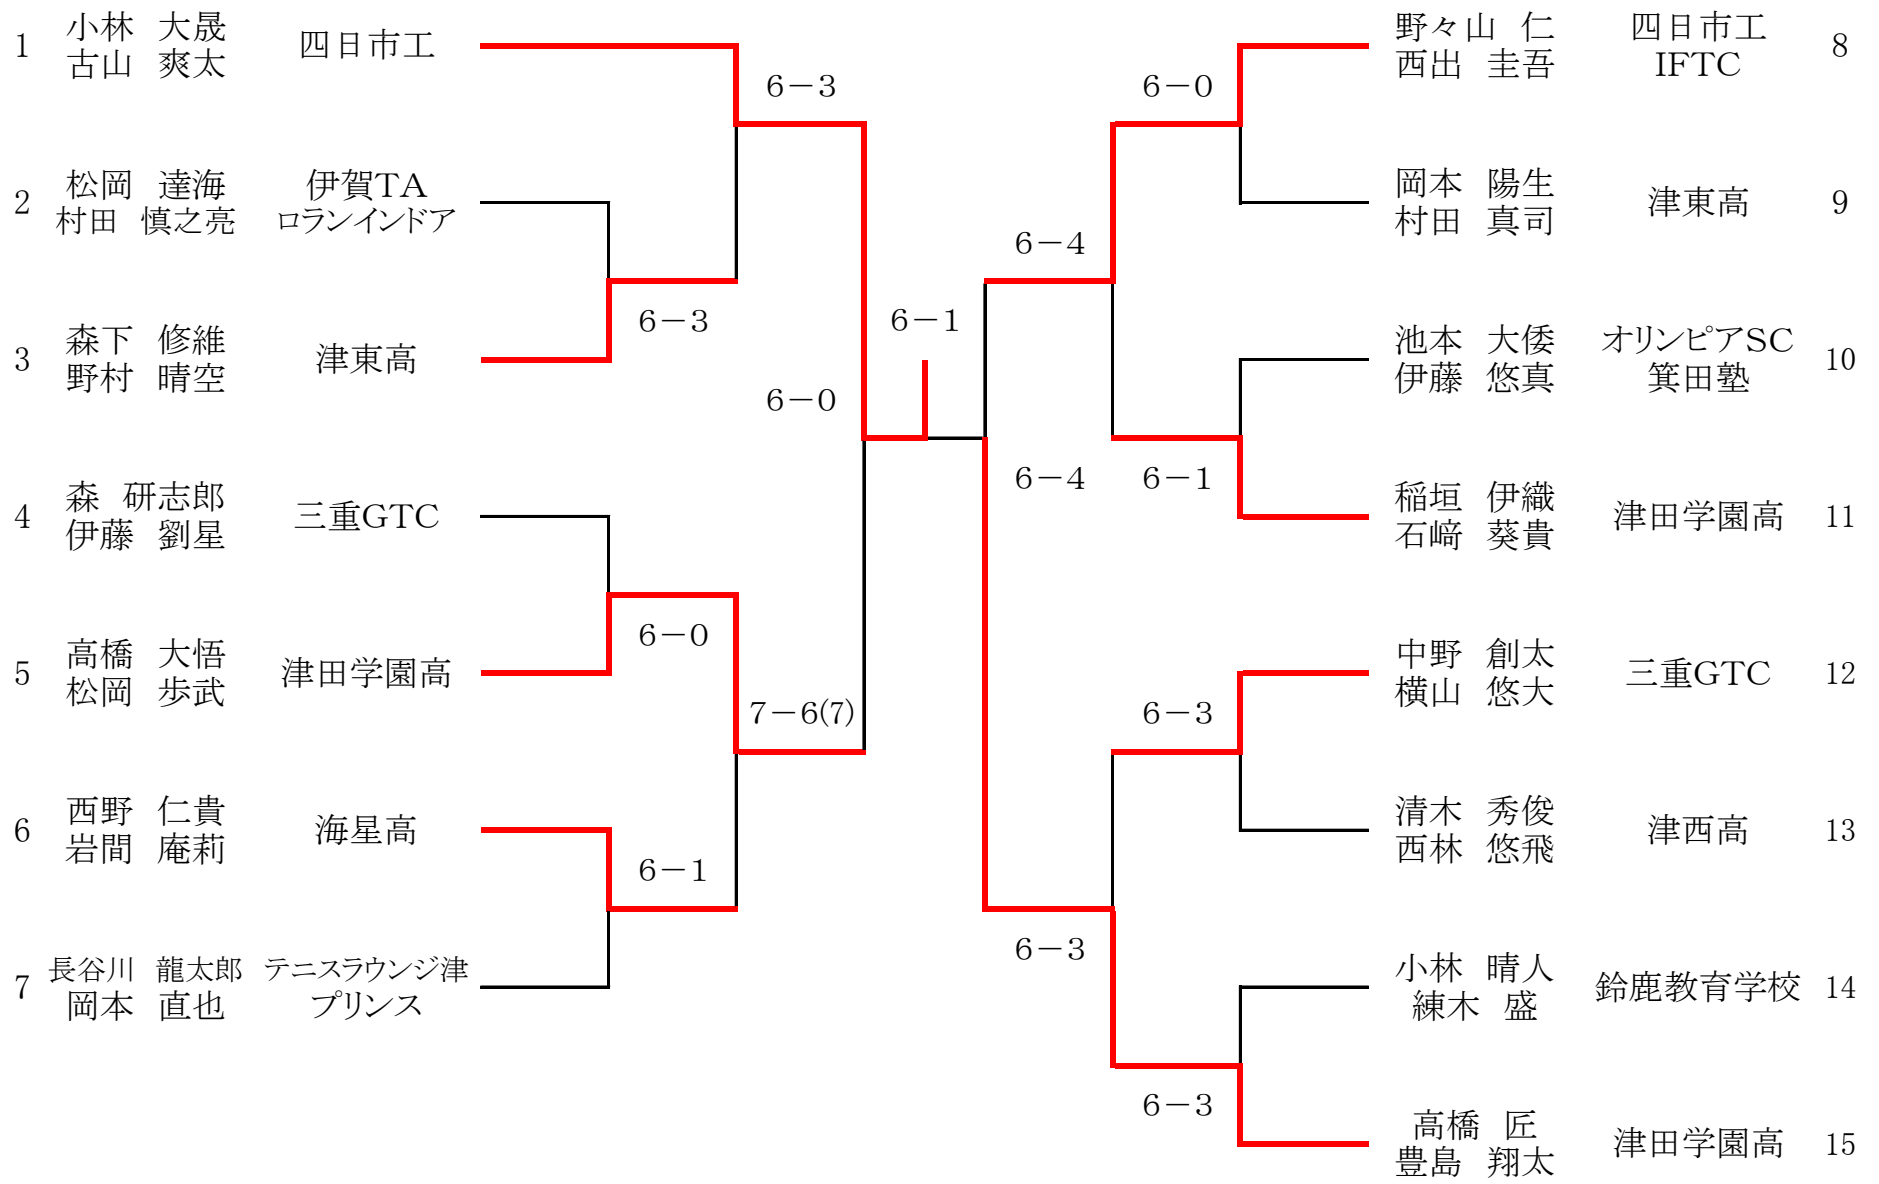 1 小林 大晟 四日市工
古山 爽太
2 松岡 達海 伊賀TA
村田 慎之亮 ロランインドア
3 森下 修維 津東高
野村 晴空
4 森 研志郎 三重GTC
伊藤 劉星
5 高橋 大悟 津田学園高
松岡 歩武
6 西野 仁貴 海星高
岩間 庵莉
7 長谷川 龍太郎 テニスラウンジ津
岡本 直也 プリンス
6－3
6－3
6－0
6－0
7－6(7)
6－1
6－1
6－0
6－4
6－4
6－1
6－3
6－3
6－3
野々山 仁 四日市工 8
西出 圭吾 IFTC
岡本 陽生 津東高 9
村田 真司
池本 大倭 オリンピアSC 10
伊藤 悠真 箕田塾
稲垣 伊織 津田学園高 11
石﨑 葵貴
中野 創太 三重GTC 12
横山 悠大
清木 秀俊 津西高 13
西林 悠飛
小林 晴人 鈴鹿教育学校 14
練木 盛
高橋 匠 津田学園高 15
豊島 翔太